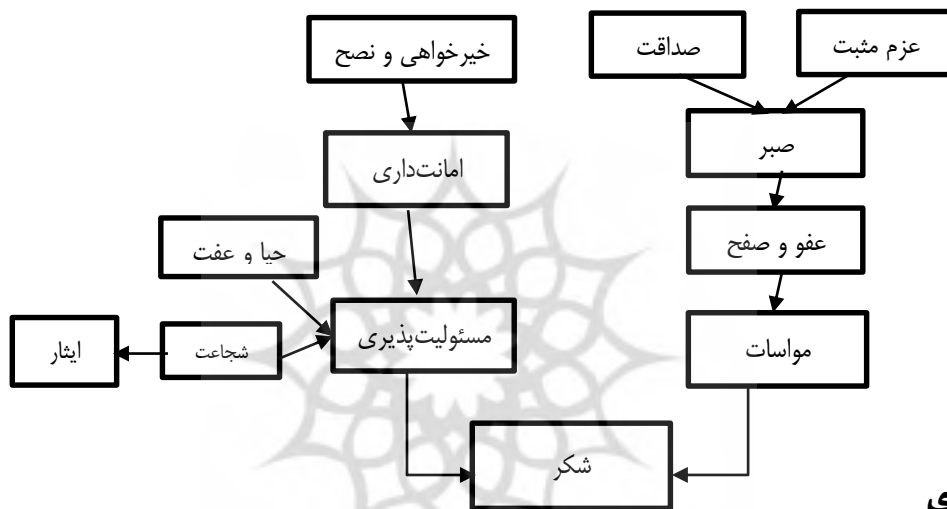 عزم مثبت
صداقت
خیرخواهی و نصح
صبر
امانت‌داری
عفو و صفح
حیا و عفت
مواسات
مسئولیت‌پذیری
شجاعت
ایثار
شکر
ی